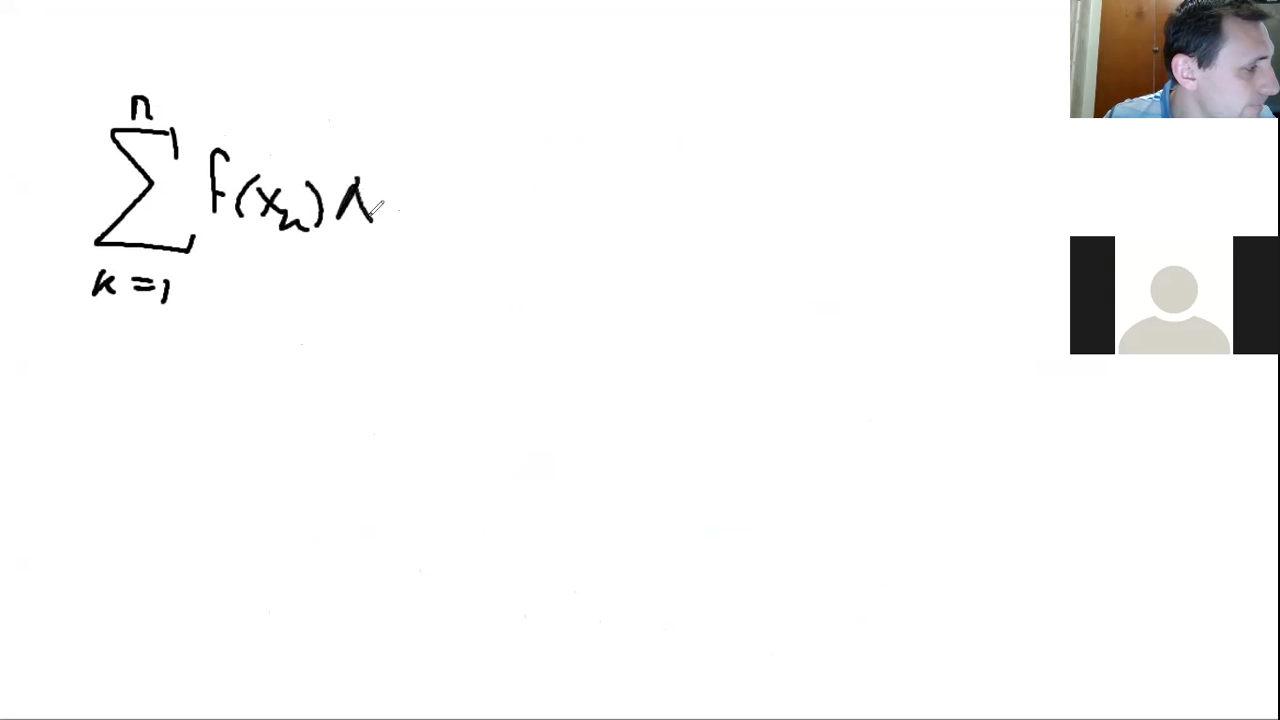 n
∑ f(x_k)
k=1